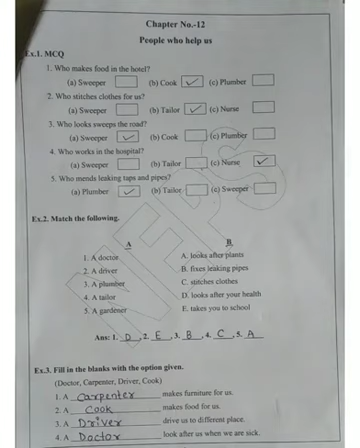 Chapter No.-12
People who help us
Ex.1. MCQ
1. Who makes food in the hotel?
(a) Sweeper (b) Cook ✓ (c) Plumber
2. Who stitches clothes for us?
(a) Sweeper (b) Tailor ✓ (c) Nurse
3. Who looks sweeps the road?
(a) Sweeper ✓ (b) Cook (c) Plumber
4. Who works in the hospital?
(a) Sweeper (b) Tailor (c) Nurse ✓
5. Who mends leaking taps and pipes?
(a) Plumber ✓ (b) Tailor (c) Sweeper
Ex.2. Match the following.
A B
1. A doctor A. looks after plants
2. A driver B. fixes leaking pipes
3. A plumber C. stitches clothes
4. A tailor D. looks after your health
5. A gardener E. takes you to school
Ans: 1. D, 2. E, 3. B, 4. C, 5. A
Ex.3. Fill in the blanks with the option given.
(Doctor, Carpenter, Driver, Cook)
1. A Carpenter makes furniture for us.
2. A Cook makes food for us.
3. A Driver drive us to different place.
4. A Doctor look after us when we are sick.